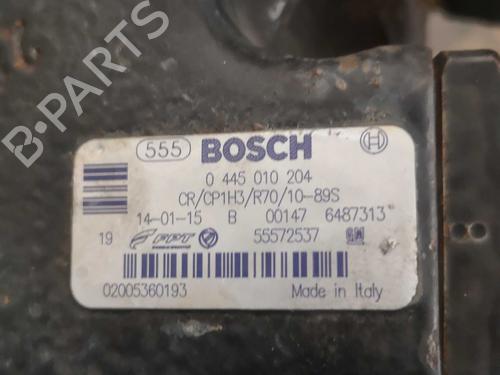 B-PARTS
555 BOSCH
0 445 010 204
CR/CP1H3/R70/10-89S
14-01-15 B 00147 6487313
19 FPT 55572537 GM
02005360193 Made in Italy